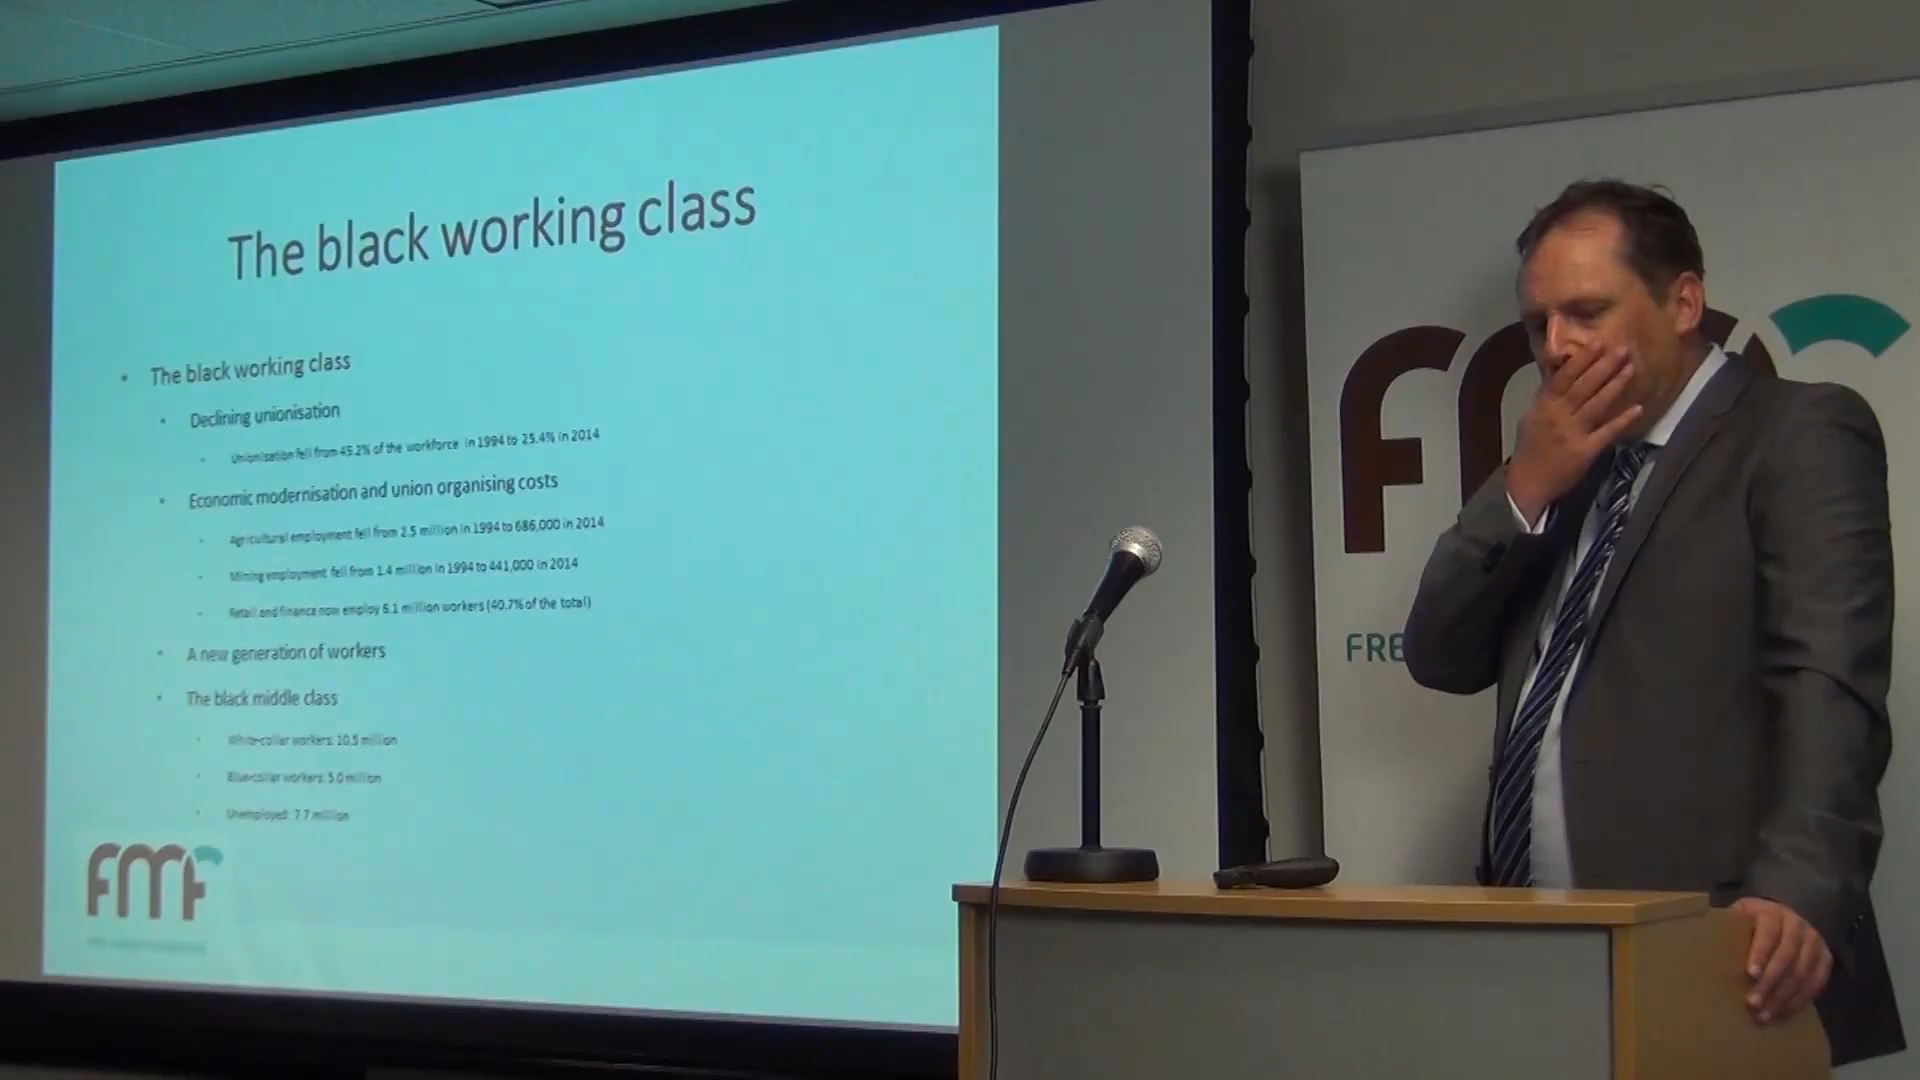 The black working class
• The black working class
• Declining unionisation
• Unionisation fell from 45.2% of the workforce in 1994 to 25.4% in 2014
• Economic modernisation and union organising costs
• Agricultural employment fell from 2.5 million in 1994 to 686,000 in 2014
• Mining employment fell from 1.4 million in 1994 to 441,000 in 2014
• Retail and finance now employ 6.1 million workers (40.7% of the total)
• A new generation of workers
• The black middle class
• White-collar workers: 10.5 million
• Blue-collar workers: 5.0 million
• Unemployed: 7.7 million
FMF
FRE